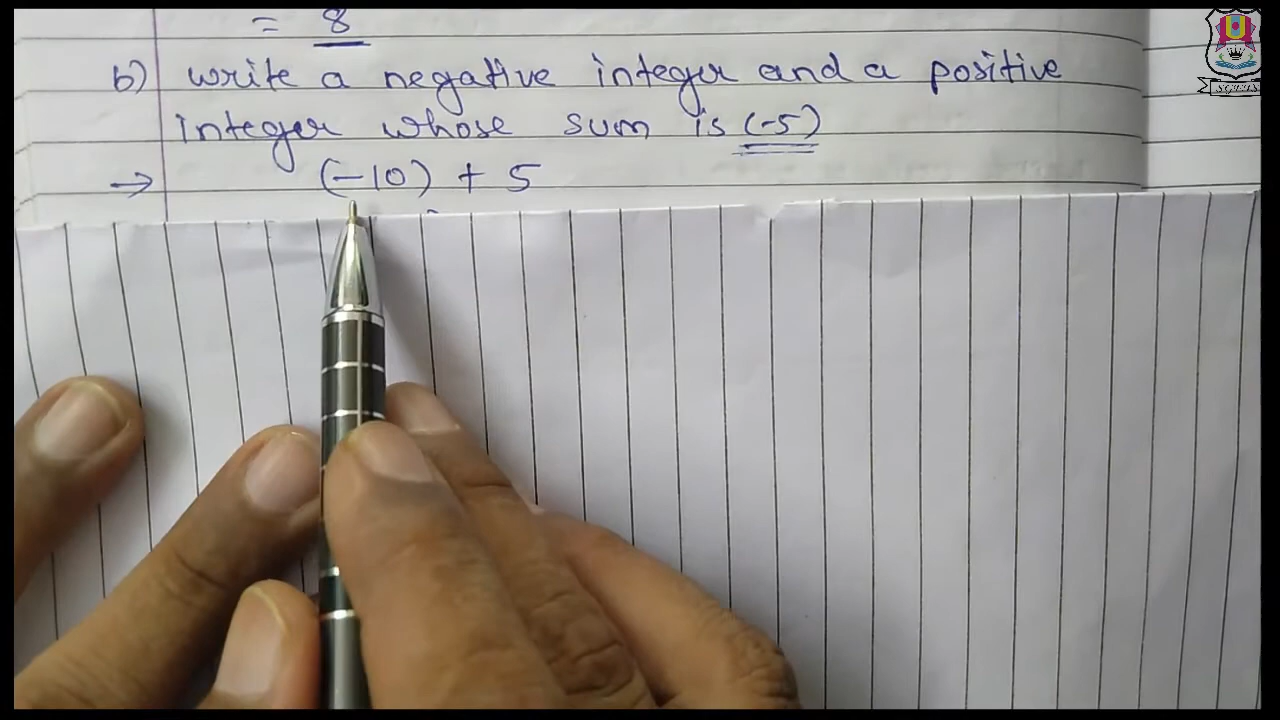 = 8
b) write a negative integer and a positive
integer whose sum is (-5)
→ (-10) + 5